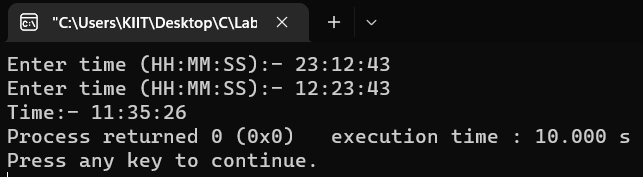 "C:\Users\KIIT\Desktop\C\Lab
Enter time (HH:MM:SS):- 23:12:43
Enter time (HH:MM:SS):- 12:23:43
Time:- 11:35:26
Process returned 0 (0x0)   execution time : 10.000 s
Press any key to continue.